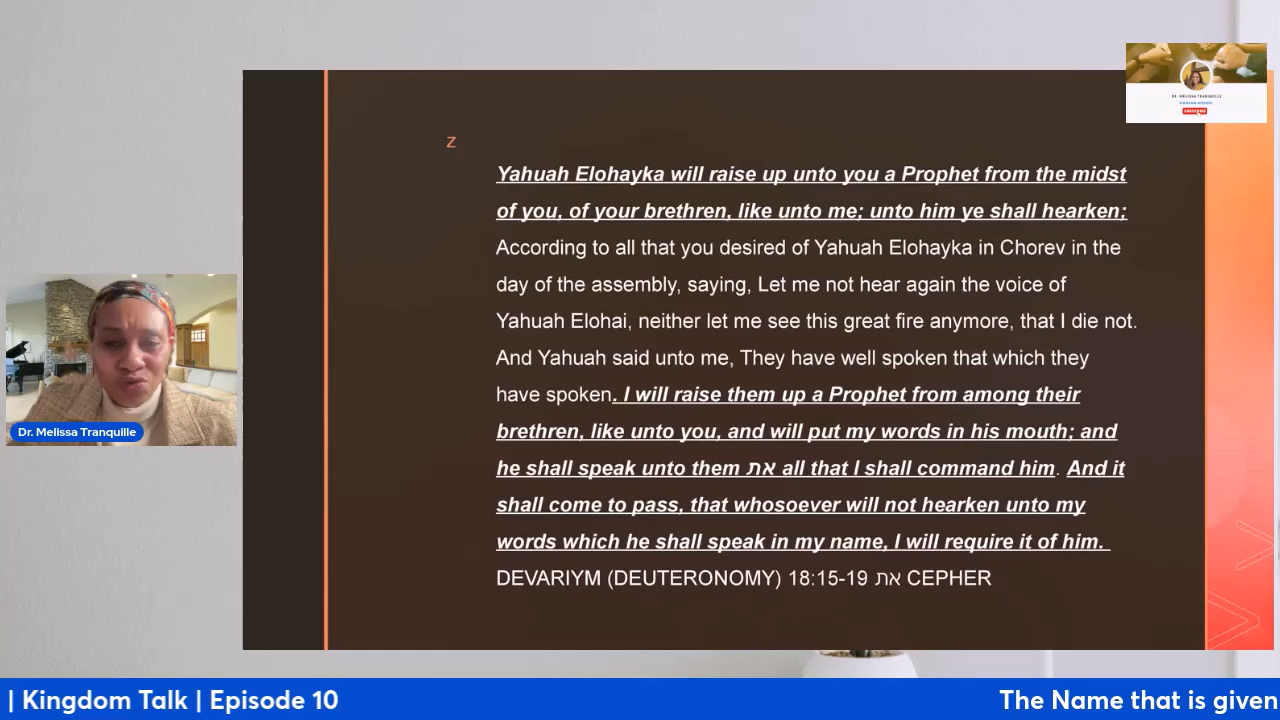 DR. MELISSA TRANQUILLE
SUBSCRIBE
z
Yahuah Elohayka will raise up unto you a Prophet from the midst
of you, of your brethren, like unto me; unto him ye shall hearken;
According to all that you desired of Yahuah Elohayka in Chorev in the
day of the assembly, saying, Let me not hear again the voice of
Yahuah Elohai, neither let me see this great fire anymore, that I die not.
And Yahuah said unto me, They have well spoken that which they
have spoken. I will raise them up a Prophet from among their
brethren, like unto you, and will put my words in his mouth; and
he shall speak unto them את all that I shall command him. And it
shall come to pass, that whosoever will not hearken unto my
words which he shall speak in my name, I will require it of him.
DEVARIYM (DEUTERONOMY) 18:15-19 את CEPHER
Dr. Melissa Tranquille
| Kingdom Talk | Episode 10
The Name that is given